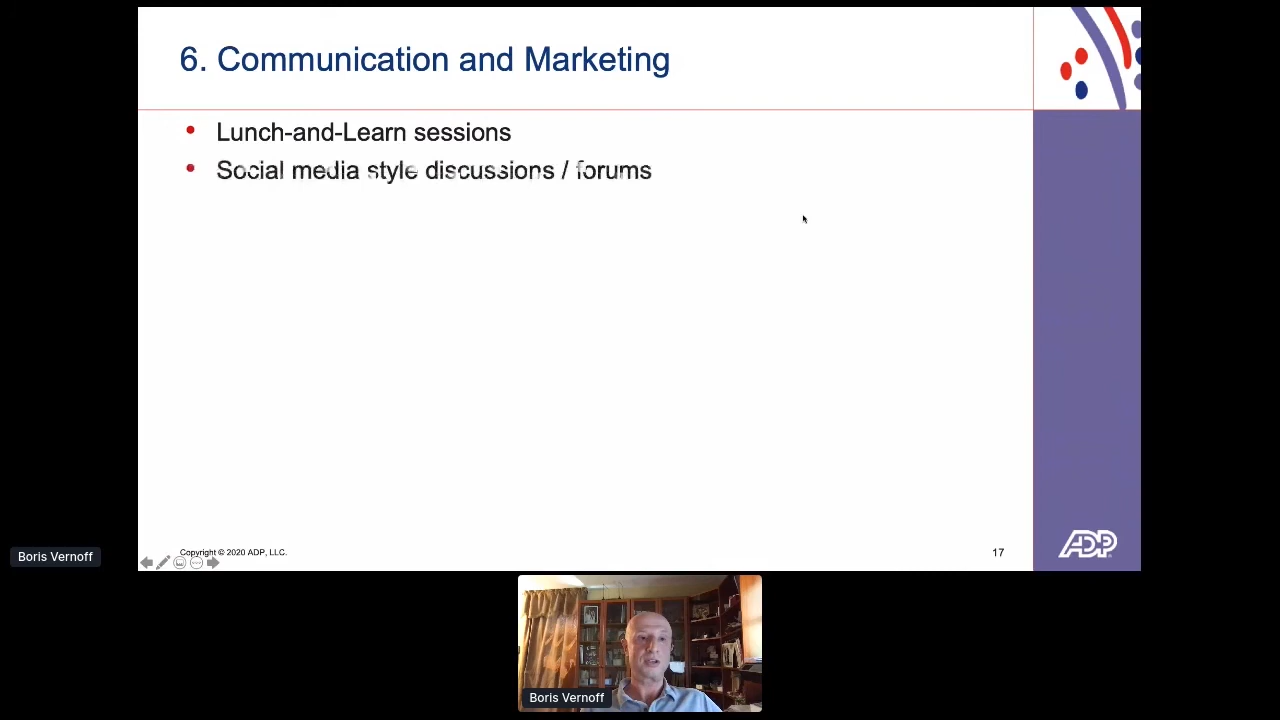 6. Communication and Marketing
• Lunch-and-Learn sessions
• Social media style discussions / forums
Copyright © 2020 ADP, LLC.
17
ADP
Boris Vernoff
Boris Vernoff